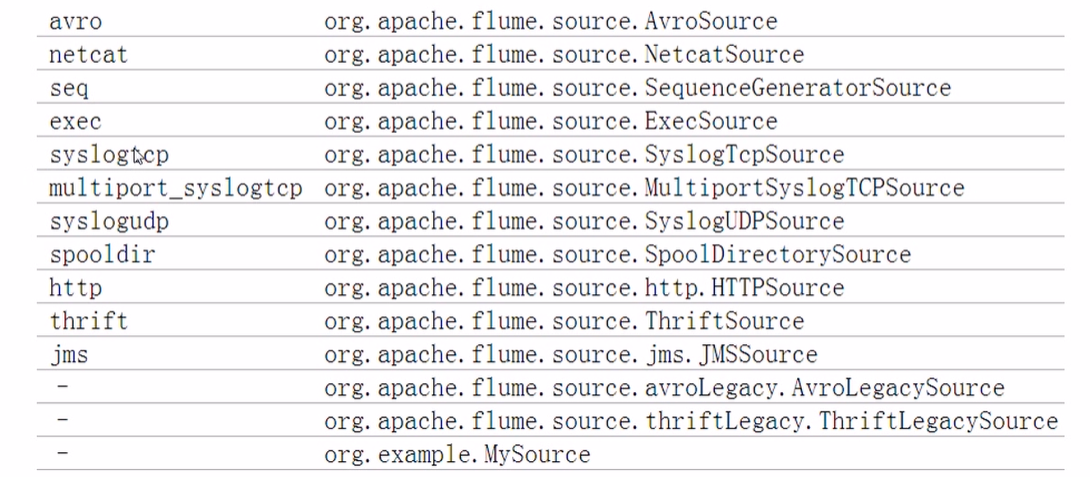 avro org.apache.flume.source.AvroSource
netcat org.apache.flume.source.NetcatSource
seq org.apache.flume.source.SequenceGeneratorSource
exec org.apache.flume.source.ExecSource
syslogtcp org.apache.flume.source.SyslogTcpSource
multiport_syslogtcp org.apache.flume.source.MultiportSyslogTCPSource
syslogudp org.apache.flume.source.SyslogUDPSource
spooldir org.apache.flume.source.SpoolDirectorySource
http org.apache.flume.source.http.HTTPSource
thrift org.apache.flume.source.ThriftSource
jms org.apache.flume.source.jms.JMSSource
– org.apache.flume.source.avroLegacy.AvroLegacySource
– org.apache.flume.source.thriftLegacy.ThriftLegacySource
– org.example.MySource